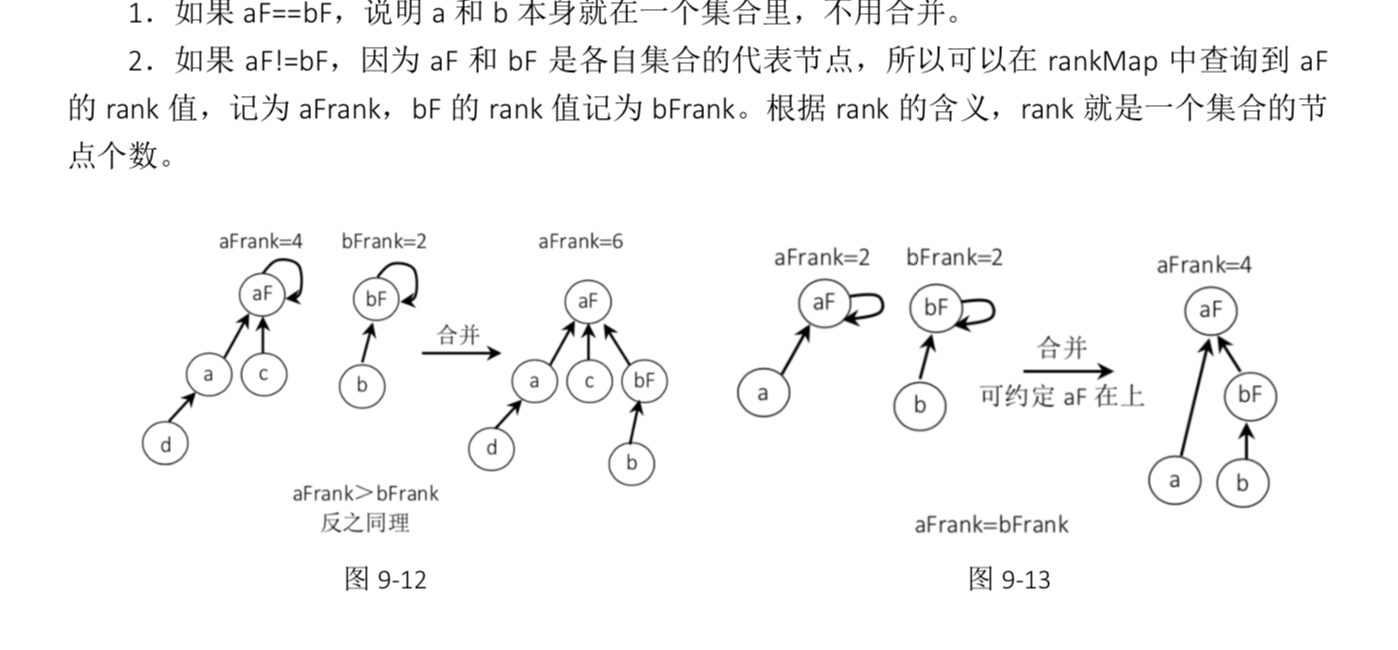 1．如果 aF==bF，说明 a 和 b 本身就在一个集合里，不用合并。
2．如果 aF!=bF，因为 aF 和 bF 是各自集合的代表节点，所以可以在 rankMap 中查询到 aF
的 rank 值，记为 aFrank，bF 的 rank 值记为 bFrank。根据 rank 的含义，rank 就是一个集合的节
点个数。
aFrank=4 bFrank=2 aFrank=6
aF bF aF
合并
a c b a c bF
d d b
aFrank>bFrank
反之同理
图 9-12
aFrank=2 bFrank=2 aFrank=4
aF bF aF
合并
可约定 aF 在上
a b bF
a b
aFrank=bFrank
图 9-13